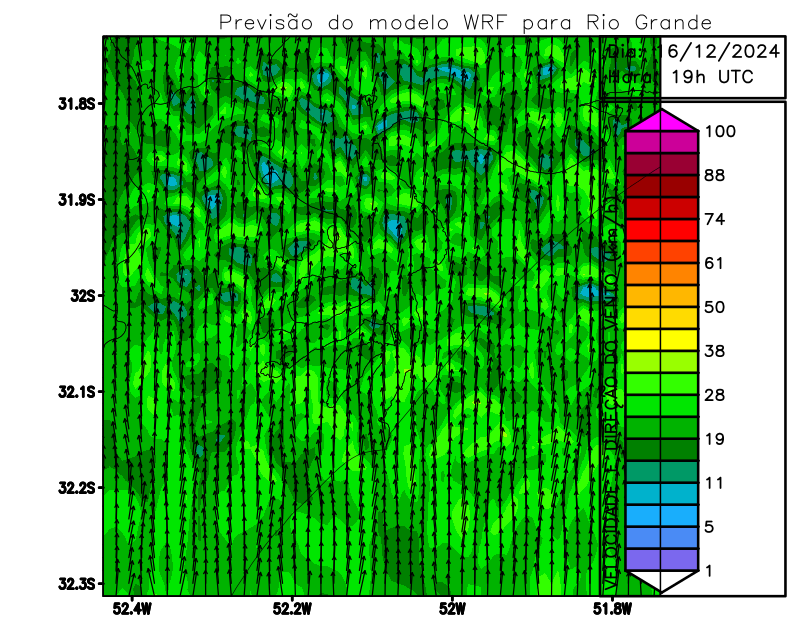 Previsão do modelo WRF para Rio Grande
Dia: 16/12/2024
Hora: 19h UTC
31.8S
31.9S
32S
32.1S
32.2S
32.3S
52.4W
52.2W
52W
51.8W
VELOCIDADE E DIREÇÃO DO VENTO (km/h)
100
88
74
61
50
38
28
19
11
5
1